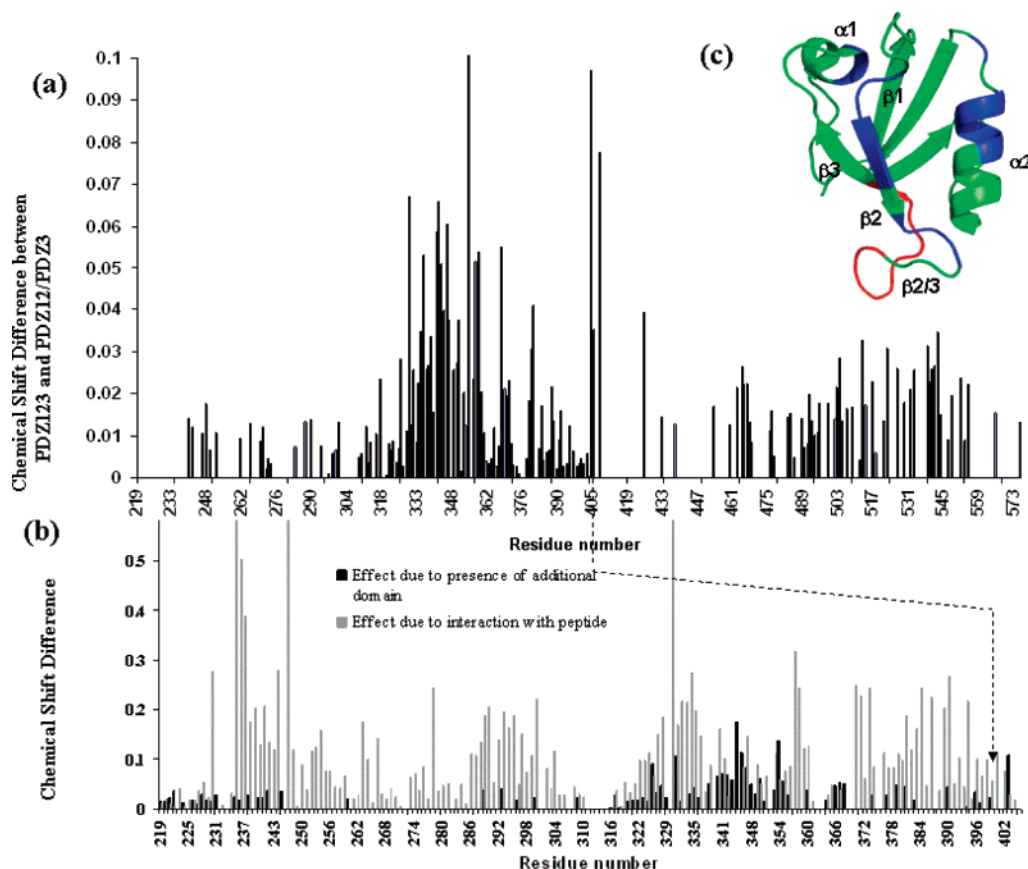 (a)
Chemical Shift Difference between
PDZ123 and PDZ12/PDZ3
0.1
0.09
0.08
0.07
0.06
0.05
0.04
0.03
0.02
0.01
0
219 233 248 262 276 290 304 319 333 348 362 376 390 405 419 433 447 461 475 489 503 517 531 545 559 573
Residue number
(c)
α1
β1
α2
β3
β2
β2/3
(b)
Chemical Shift Difference
0.5
0.4
0.3
0.2
0.1
0
Effect due to presence of additional
domain
Effect due to interaction with peptide
219 225 231 237 243 250 256 262 268 274 280 286 292 298 304 310 316 322 329 335 341 348 354 360 366 372 378 384 390 396 402
Residue number